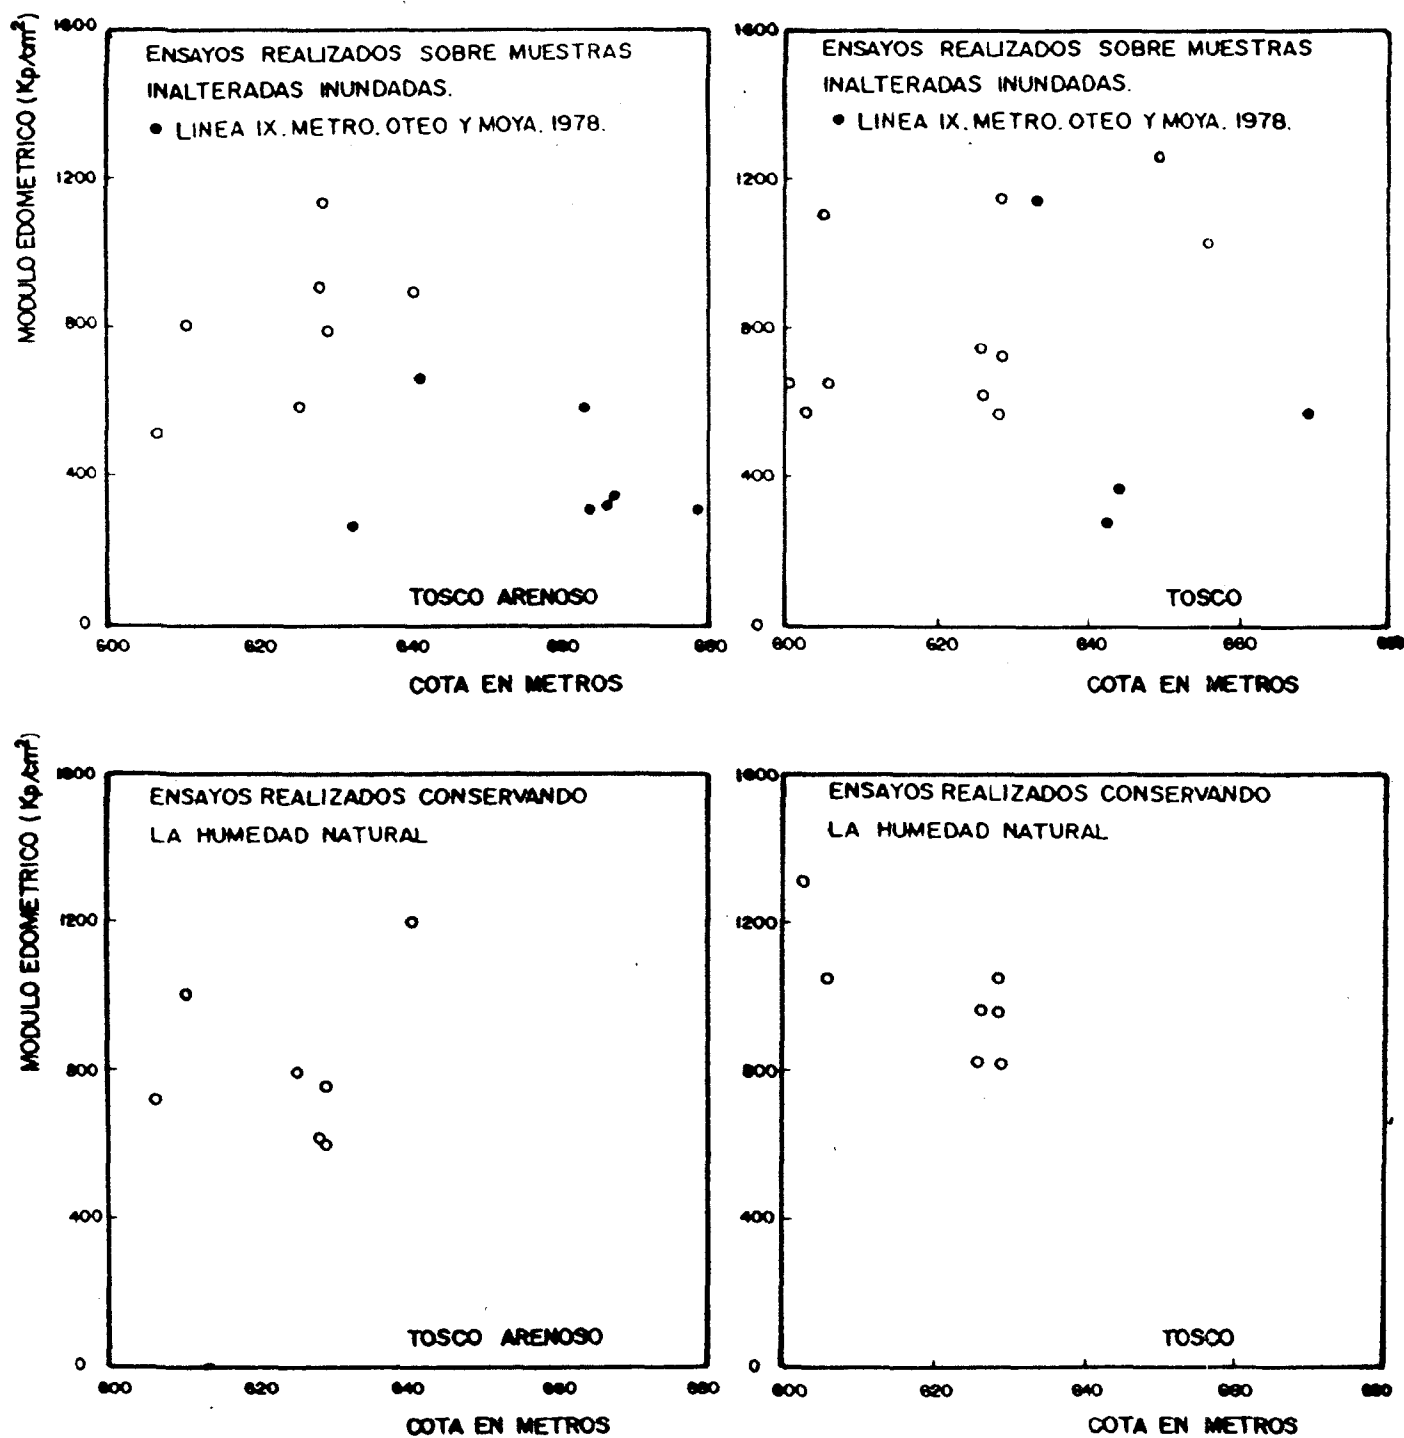 MODULO EDOMETRICO (Kp/cm²)
1600
1200
800
400
0
ENSAYOS REALIZADOS SOBRE MUESTRAS
INALTERADAS INUNDADAS.
● LINEA IX. METRO. OTEO Y MOYA. 1978.
TOSCO ARENOSO
600 620 640 660 680
COTA EN METROS
1600
1200
800
400
0
ENSAYOS REALIZADOS SOBRE MUESTRAS
INALTERADAS INUNDADAS.
● LINEA IX. METRO. OTEO Y MOYA. 1978.
TOSCO
600 620 640 660 680
COTA EN METROS
MODULO EDOMETRICO (Kp/cm²)
1600
1200
800
400
0
ENSAYOS REALIZADOS CONSERVANDO
LA HUMEDAD NATURAL
TOSCO ARENOSO
600 620 640 660 680
COTA EN METROS
1600
1200
800
400
0
ENSAYOS REALIZADOS CONSERVANDO
LA HUMEDAD NATURAL
TOSCO
600 620 640 660 680
COTA EN METROS